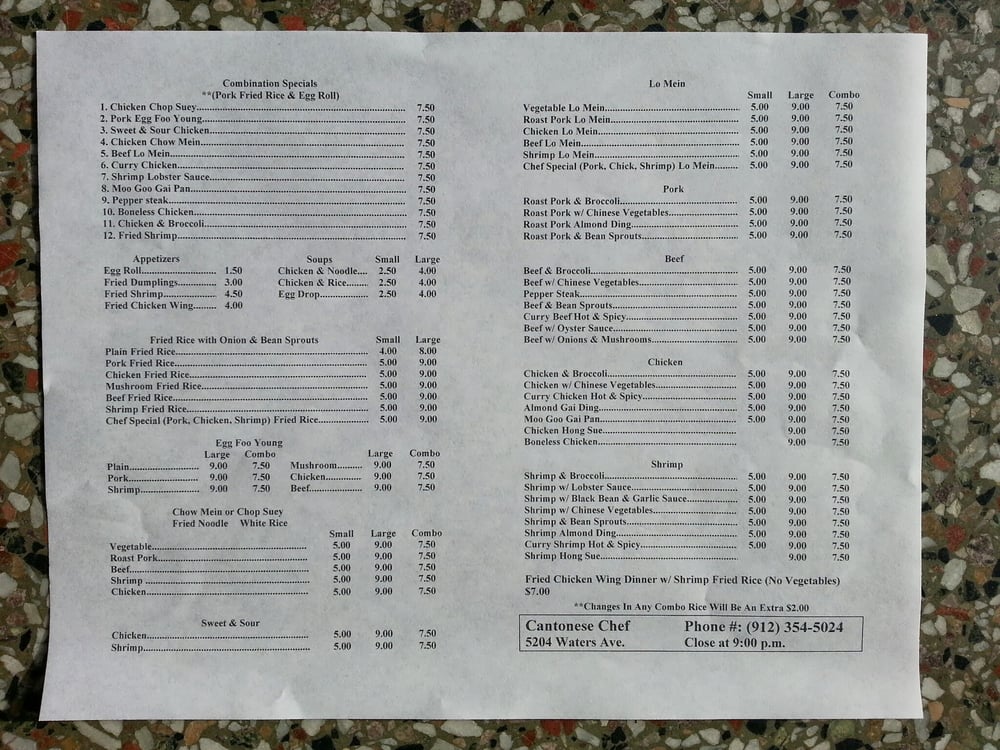 Combination Specials
**(Pork Fried Rice & Egg Roll)
1. Chicken Chop Suey 7.50
2. Pork Egg Foo Young 7.50
3. Sweet & Sour Chicken 7.50
4. Chicken Chow Mein 7.50
5. Beef Lo Mein 7.50
6. Curry Chicken 7.50
7. Shrimp Lobster Sauce 7.50
8. Moo Goo Gai Pan 7.50
9. Pepper steak 7.50
10. Boneless Chicken 7.50
11. Chicken & Broccoli 7.50
12. Fried Shrimp 7.50
Appetizers
Egg Roll 1.50
Fried Dumplings 3.00
Fried Shrimp 4.50
Fried Chicken Wing 4.00
Soups Small Large
Chicken & Noodle 2.50 4.00
Chicken & Rice 2.50 4.00
Egg Drop 2.50 4.00
Fried Rice with Onion & Bean Sprouts Small Large
Plain Fried Rice 4.00 8.00
Pork Fried Rice 5.00 9.00
Chicken Fried Rice 5.00 9.00
Mushroom Fried Rice 5.00 9.00
Beef Fried Rice 5.00 9.00
Shrimp Fried Rice 5.00 9.00
Chef Special (Pork, Chicken, Shrimp) Fried Rice 5.00 9.00
Egg Foo Young
Large Combo Large Combo
Plain 9.00 7.50 Mushroom 9.00 7.50
Pork 9.00 7.50 Chicken 9.00 7.50
Shrimp 9.00 7.50 Beef 9.00 7.50
Chow Mein or Chop Suey
Fried Noodle White Rice
Small Large Combo
Vegetable 5.00 9.00 7.50
Roast Pork 5.00 9.00 7.50
Beef 5.00 9.00 7.50
Shrimp 5.00 9.00 7.50
Chicken 5.00 9.00 7.50
Sweet & Sour
Chicken 5.00 9.00 7.50
Shrimp 5.00 9.00 7.50
Lo Mein
Small Large Combo
Vegetable Lo Mein 5.00 9.00 7.50
Roast Pork Lo Mein 5.00 9.00 7.50
Chicken Lo Mein 5.00 9.00 7.50
Beef Lo Mein 5.00 9.00 7.50
Shrimp Lo Mein 5.00 9.00 7.50
Chef Special (Pork, Chick, Shrimp) Lo Mein 5.00 9.00 7.50
Pork
Roast Pork & Broccoli 5.00 9.00 7.50
Roast Pork w/ Chinese Vegetables 5.00 9.00 7.50
Roast Pork Almond Ding 5.00 9.00 7.50
Roast Pork & Bean Sprouts 5.00 9.00 7.50
Beef
Beef & Broccoli 5.00 9.00 7.50
Beef w/ Chinese Vegetables 5.00 9.00 7.50
Pepper Steak 5.00 9.00 7.50
Beef & Bean Sprouts 5.00 9.00 7.50
Curry Beef Hot & Spicy 5.00 9.00 7.50
Beef w/ Oyster Sauce 5.00 9.00 7.50
Beef w/ Onions & Mushrooms 5.00 9.00 7.50
Chicken
Chicken & Broccoli 5.00 9.00 7.50
Chicken w/ Chinese Vegetables 5.00 9.00 7.50
Curry Chicken Hot & Spicy 5.00 9.00 7.50
Almond Gai Ding 5.00 9.00 7.50
Moo Goo Gai Pan 5.00 9.00 7.50
Chicken Hong Sue 9.00 7.50
Boneless Chicken 9.00 7.50
Shrimp
Shrimp & Broccoli 5.00 9.00 7.50
Shrimp w/ Lobster Sauce 5.00 9.00 7.50
Shrimp w/ Black Bean & Garlic Sauce 5.00 9.00 7.50
Shrimp w/ Chinese Vegetables 5.00 9.00 7.50
Shrimp & Bean Sprouts 5.00 9.00 7.50
Shrimp Almond Ding 5.00 9.00 7.50
Curry Shrimp Hot & Spicy 5.00 9.00 7.50
Shrimp Hong Sue 9.00 7.50
Fried Chicken Wing Dinner w/ Shrimp Fried Rice (No Vegetables)
$7.00
**Changes In Any Combo Rice Will Be An Extra $2.00
Cantonese Chef Phone #: (912) 354-5024
5204 Waters Ave. Close at 9:00 p.m.